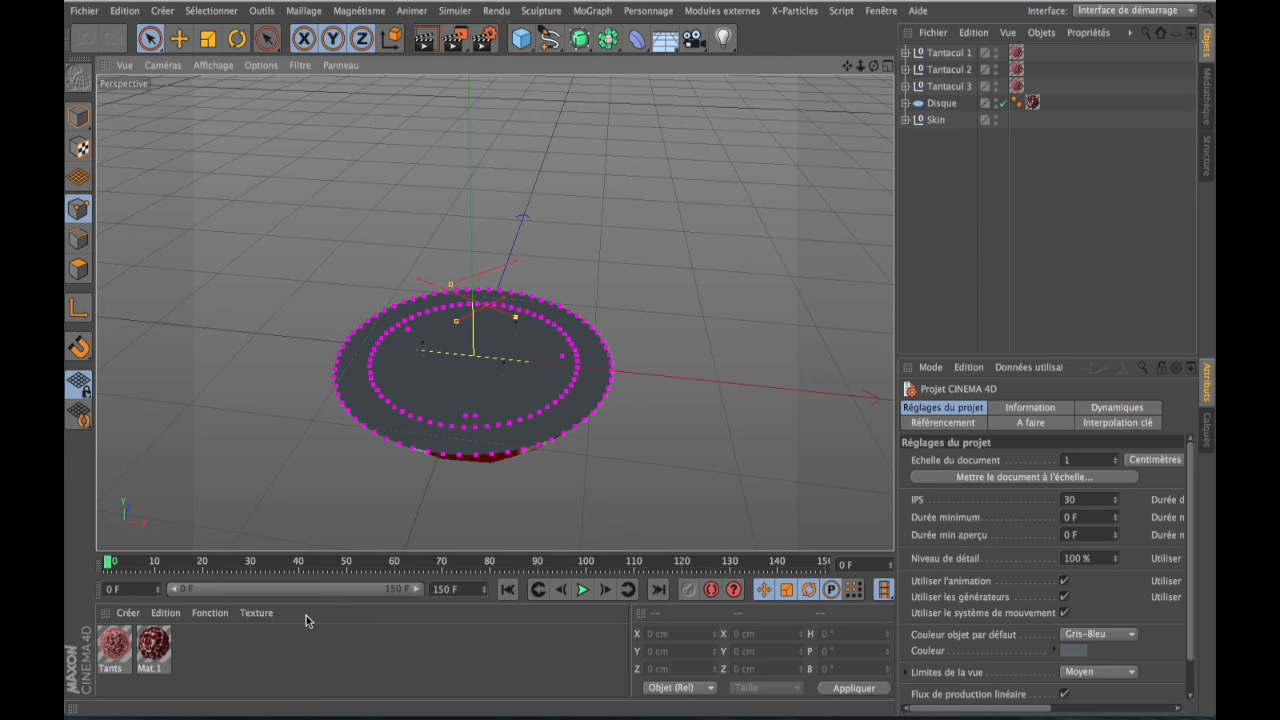 Fichier Edition Créer Sélectionner Outils Maillage Magnétisme Animer Simuler Rendu Sculpture MoGraph Personnage Modules externes X-Particles Script Fenêtre Aide Interface: Interface de démarrage
Vue Caméras Affichage Options Filtre Panneau
Perspective
Fichier Edition Vue Objets Propriétés
Tantacul 1
Tantacul 2
Tantacul 3
Disque
Skin
Objets
Médiathèque
Structure
Mode Edition Données utilisat
Projet CINEMA 4D
Réglages du projet Information Dynamiques
Référencement A faire Interpolation clé
Réglages du projet
Echelle du document 1 Centimètres
Mettre le document à l'échelle...
IPS 30 Durée d
Durée minimum 0 F Durée n
Durée min aperçu 0 F Durée n
Niveau de détail 100 % Utiliser
Utiliser l'animation Utiliser
Utiliser les générateurs Utiliser
Utiliser le système de mouvement
Couleur objet par défaut Gris-Bleu
Couleur
Limites de la vue Moyen
Flux de production linéaire
Attributs
Calques
Y
Z
X
0 10 20 30 40 50 60 70 80 90 100 110 120 130 140 15 0 F
0 F 0 F 150 F 150 F
Créer Edition Fonction Texture
Tants Mat.1
-- -- --
X 0 cm X 0 cm H 0 °
Y 0 cm Y 0 cm P 0 °
Z 0 cm Z 0 cm B 0 °
Objet (Rel) Taille Appliquer
MAXON
CINEMA 4D